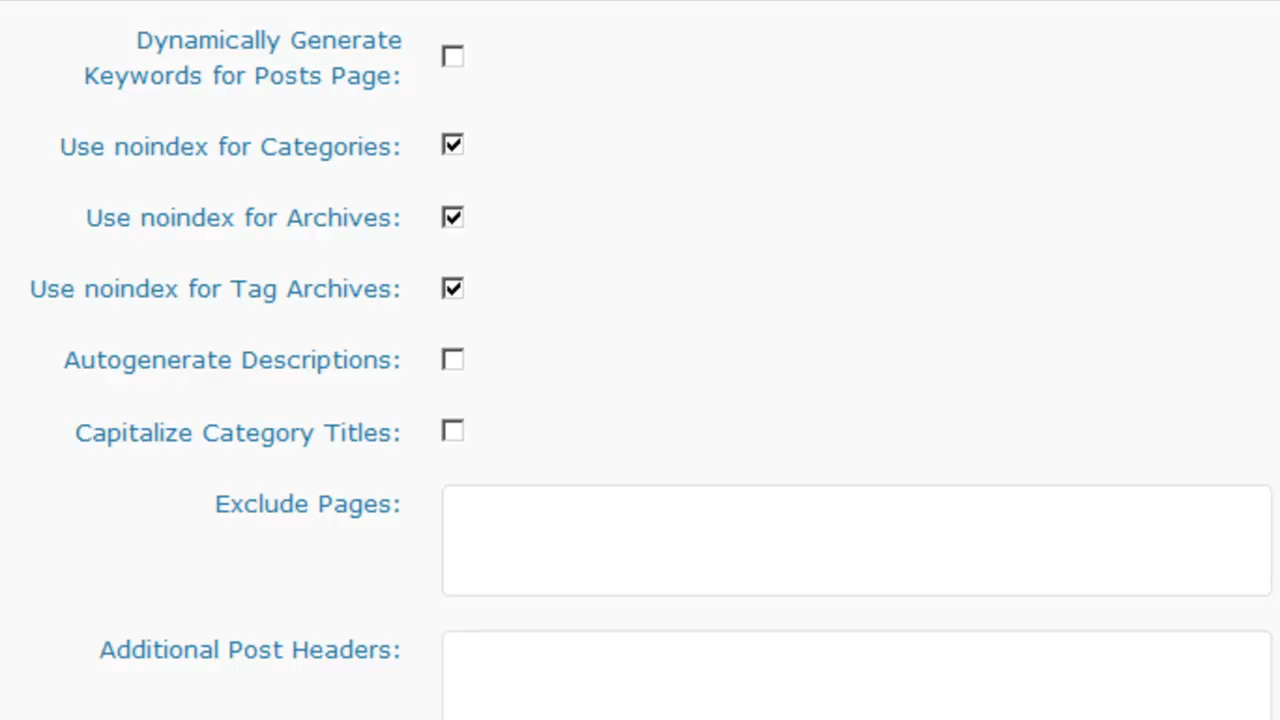 Dynamically Generate
Keywords for Posts Page:
Use noindex for Categories:
Use noindex for Archives:
Use noindex for Tag Archives:
Autogenerate Descriptions:
Capitalize Category Titles:
Exclude Pages:
Additional Post Headers: